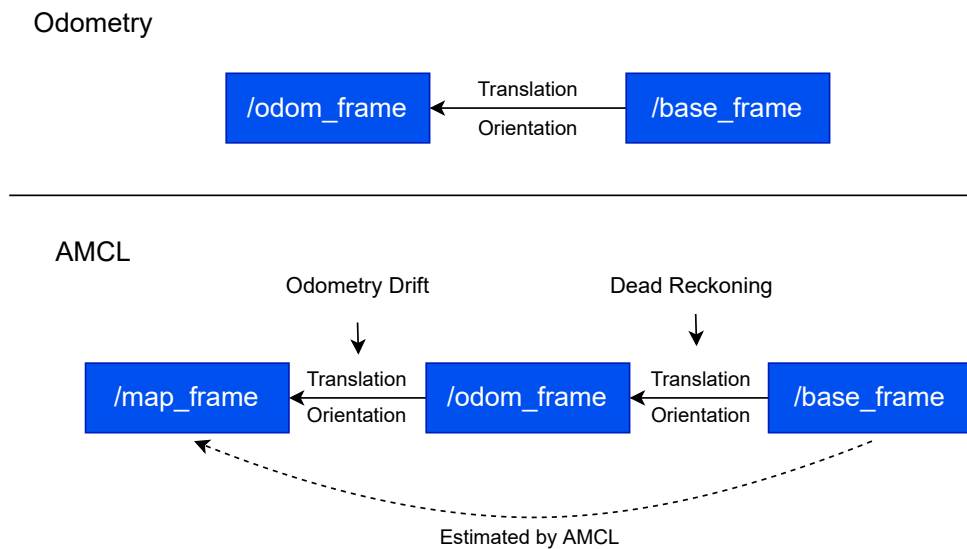 Odometry
/odom_frame
Translation
Orientation
/base_frame
AMCL
Odometry Drift
Dead Reckoning
/map_frame
Translation
Orientation
/odom_frame
Translation
Orientation
/base_frame
Estimated by AMCL